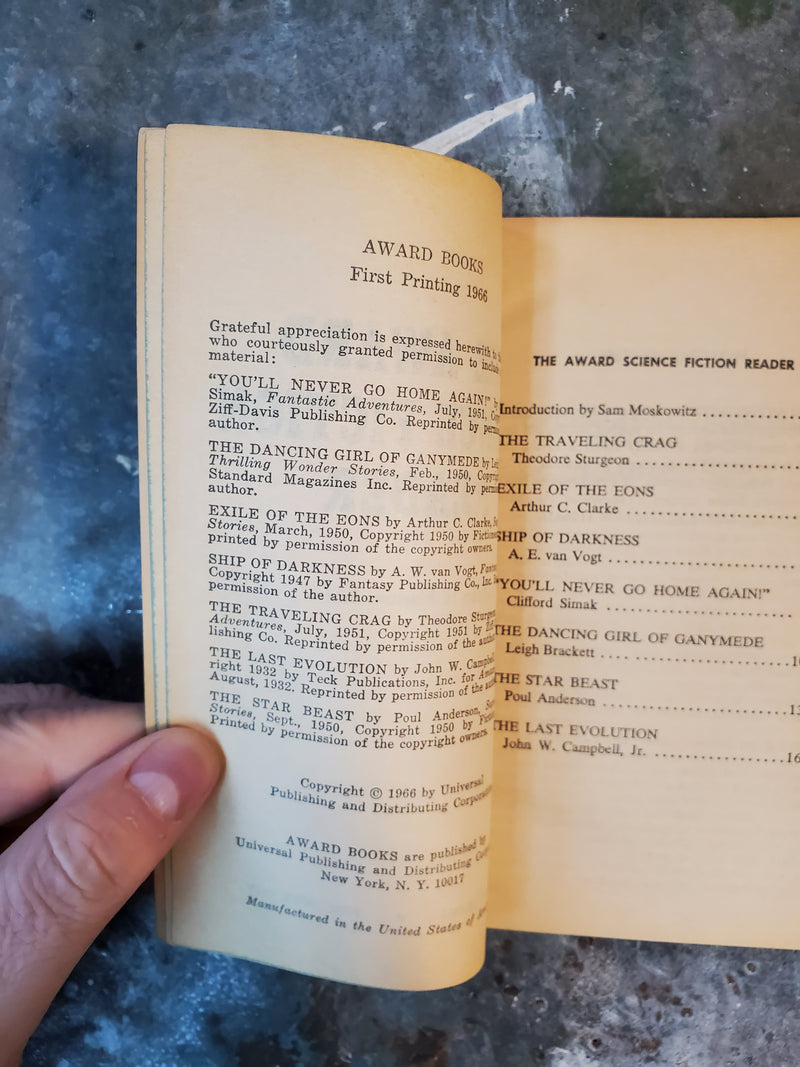 AWARD BOOKS
First Printing 1966
Grateful appreciation is expressed herewith to
who courteously granted permission to
material:
"YOU'LL NEVER GO HOME AGAIN!"
Simak, Fantastic Adventures, July, 1951,
Ziff-Davis Publishing Co. Reprinted by
author.
THE DANCING GIRL OF GANYMEDE by
Thrilling Wonder Stories, Feb., 1950,
Standard Magazines Inc. Reprinted by
author.
EXILE OF THE EONS by Arthur C. Clarke,
Stories, March, 1950, Copyright 1950 by
printed by permission of the copyright owners.
SHIP OF DARKNESS by A. W. van Vogt,
Copyright 1947 by Fantasy Publishing Co., Inc.
permission of the author.
THE TRAVELING CRAG by Theodore
Adventures, July, 1951, Copyright 1951 by
lishing Co. Reprinted by permission of the
THE LAST EVOLUTION by John W.
right 1932 by Teck Publications, Inc. for
August, 1932. Reprinted by permission of the
THE STAR BEAST by Poul Anderson,
Stories, Sept., 1950, Copyright 1950 by
Printed by permission of the copyright owners.
Copyright © 1966 by Universal
Publishing and Distributing
AWARD BOOKS are published by
Universal Publishing and Distributing
New York, N. Y. 10017
Manufactured in the United States of
THE AWARD SCIENCE FICTION READER
Introduction by Sam Moskowitz
THE TRAVELING CRAG
Theodore Sturgeon
EXILE OF THE EONS
Arthur C. Clarke
SHIP OF DARKNESS
A. E. van Vogt
"YOU'LL NEVER GO HOME AGAIN!"
Clifford Simak
THE DANCING GIRL OF GANYMEDE
Leigh Brackett
THE STAR BEAST
Poul Anderson
THE LAST EVOLUTION
John W. Campbell, Jr.